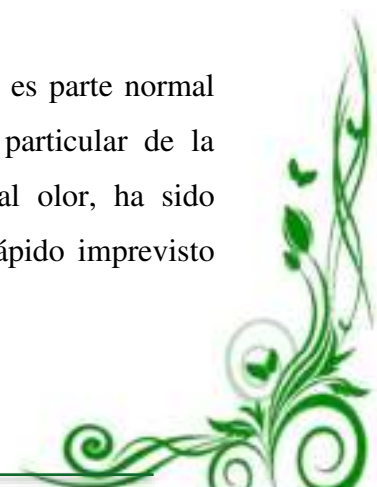 es parte normal
particular de la
al olor, ha sido
ápido imprevisto